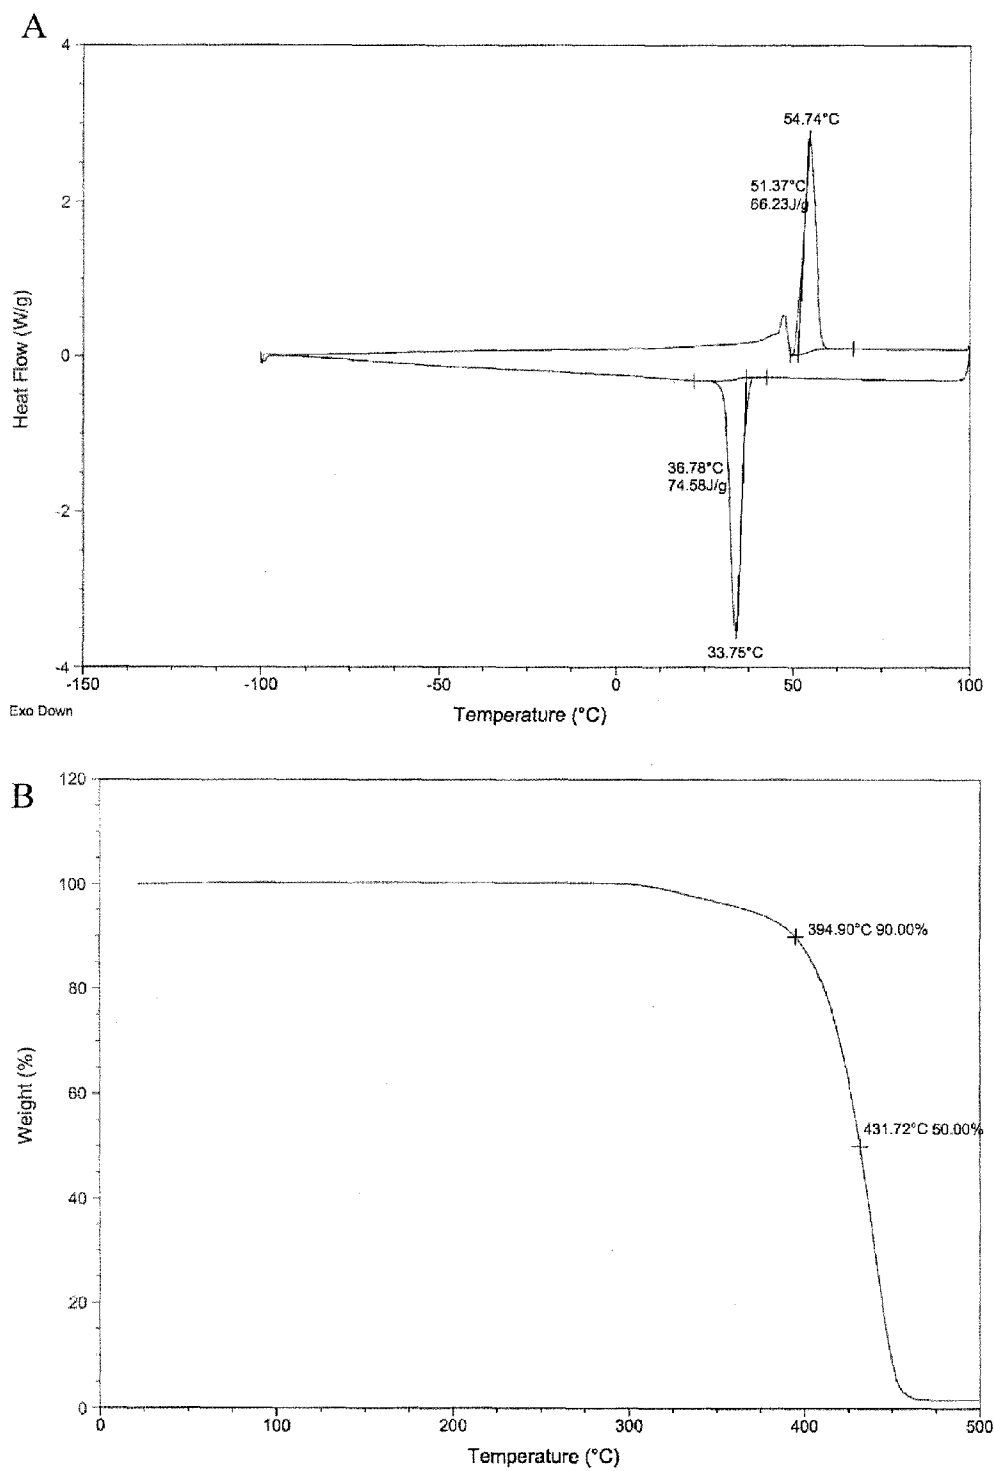 A
4
54.74°C
51.37°C
66.23J/g
2
Heat Flow (W/g)
0
36.78°C
74.58J/g
-2
33.75°C
-4
-150 -100 -50 0 50 100
Exo Down
Temperature (°C)
B
120
100
394.90°C 90.00%
80
Weight (%)
60
431.72°C 50.00%
40
20
0
0 100 200 300 400 500
Temperature (°C)